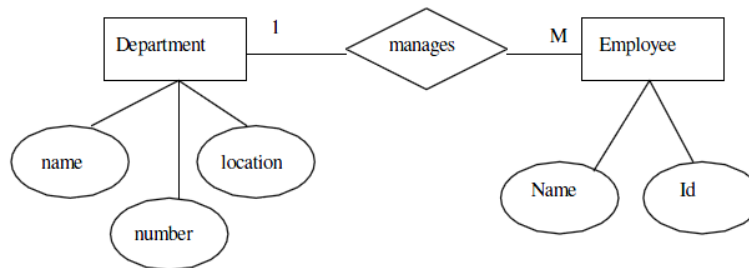 Department
1
manages
M
Employee
name
location
number
Name
Id